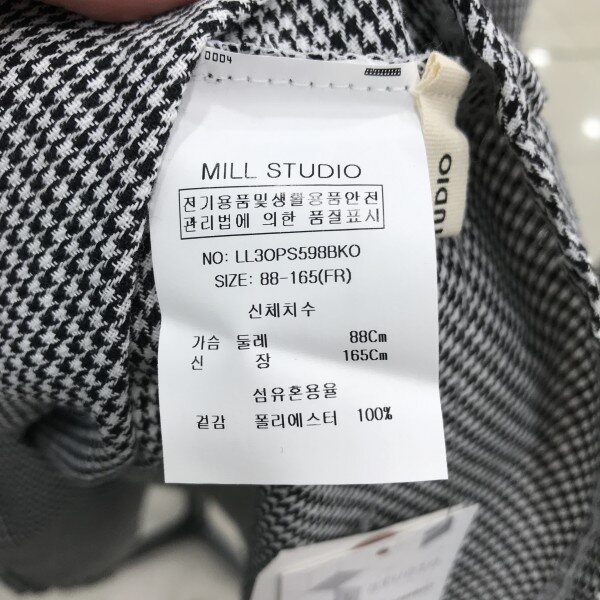 0004
MILL STUDIO
전기용품및생활용품안전
관리법에 의한 품질표시
NO: LL3OPS598BKO
SIZE: 88-165(FR)
신체치수
가슴 둘레 88Cm
신 장 165Cm
섬유혼용율
겉감 폴리에스터 100%
UDIO